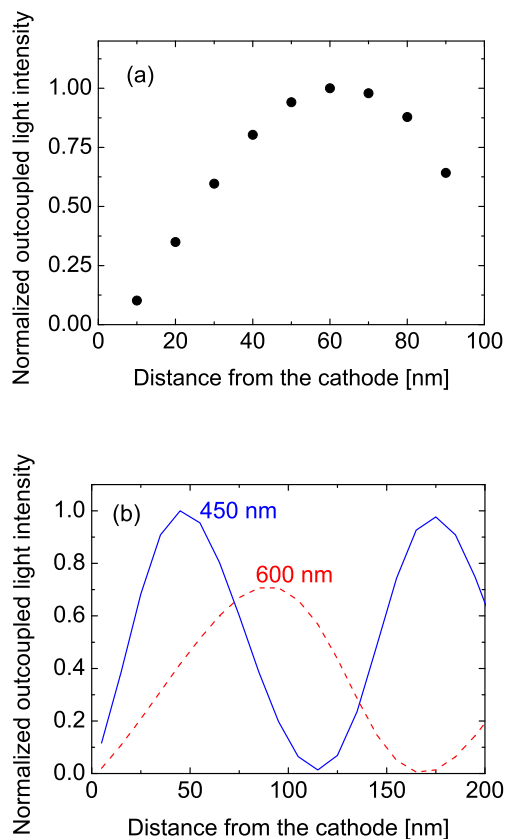 (a)
Normalized outcoupled light intensity
1.00
0.75
0.50
0.25
0.00
0 20 40 60 80 100
Distance from the cathode [nm]
(b)
450 nm
600 nm
Normalized outcoupled light intensity
1.0
0.8
0.6
0.4
0.2
0.0
0 50 100 150 200
Distance from the cathode [nm]